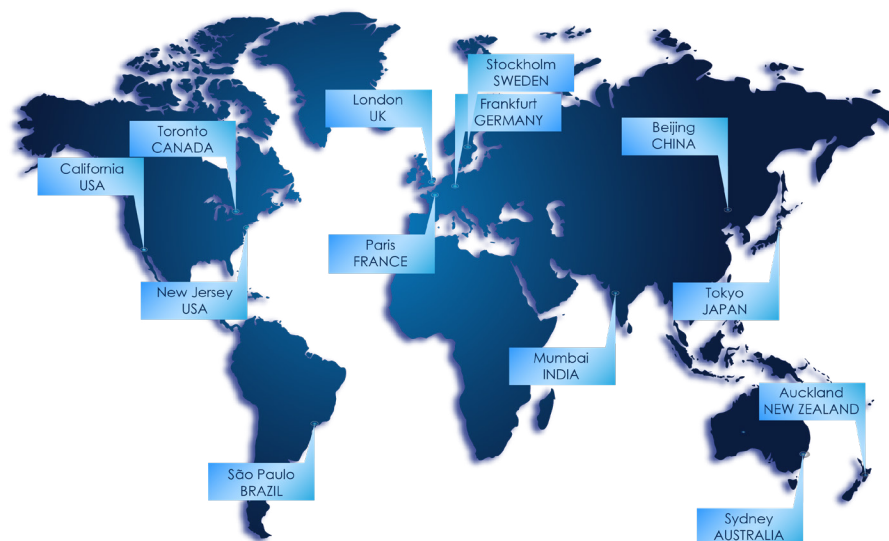 Stockholm
SWEDEN
London
UK
Frankfurt
GERMANY
Toronto
CANADA
Beijing
CHINA
California
USA
Paris
FRANCE
New Jersey
USA
Tokyo
JAPAN
Mumbai
INDIA
Auckland
NEW ZEALAND
São Paulo
BRAZIL
Sydney
AUSTRALIA